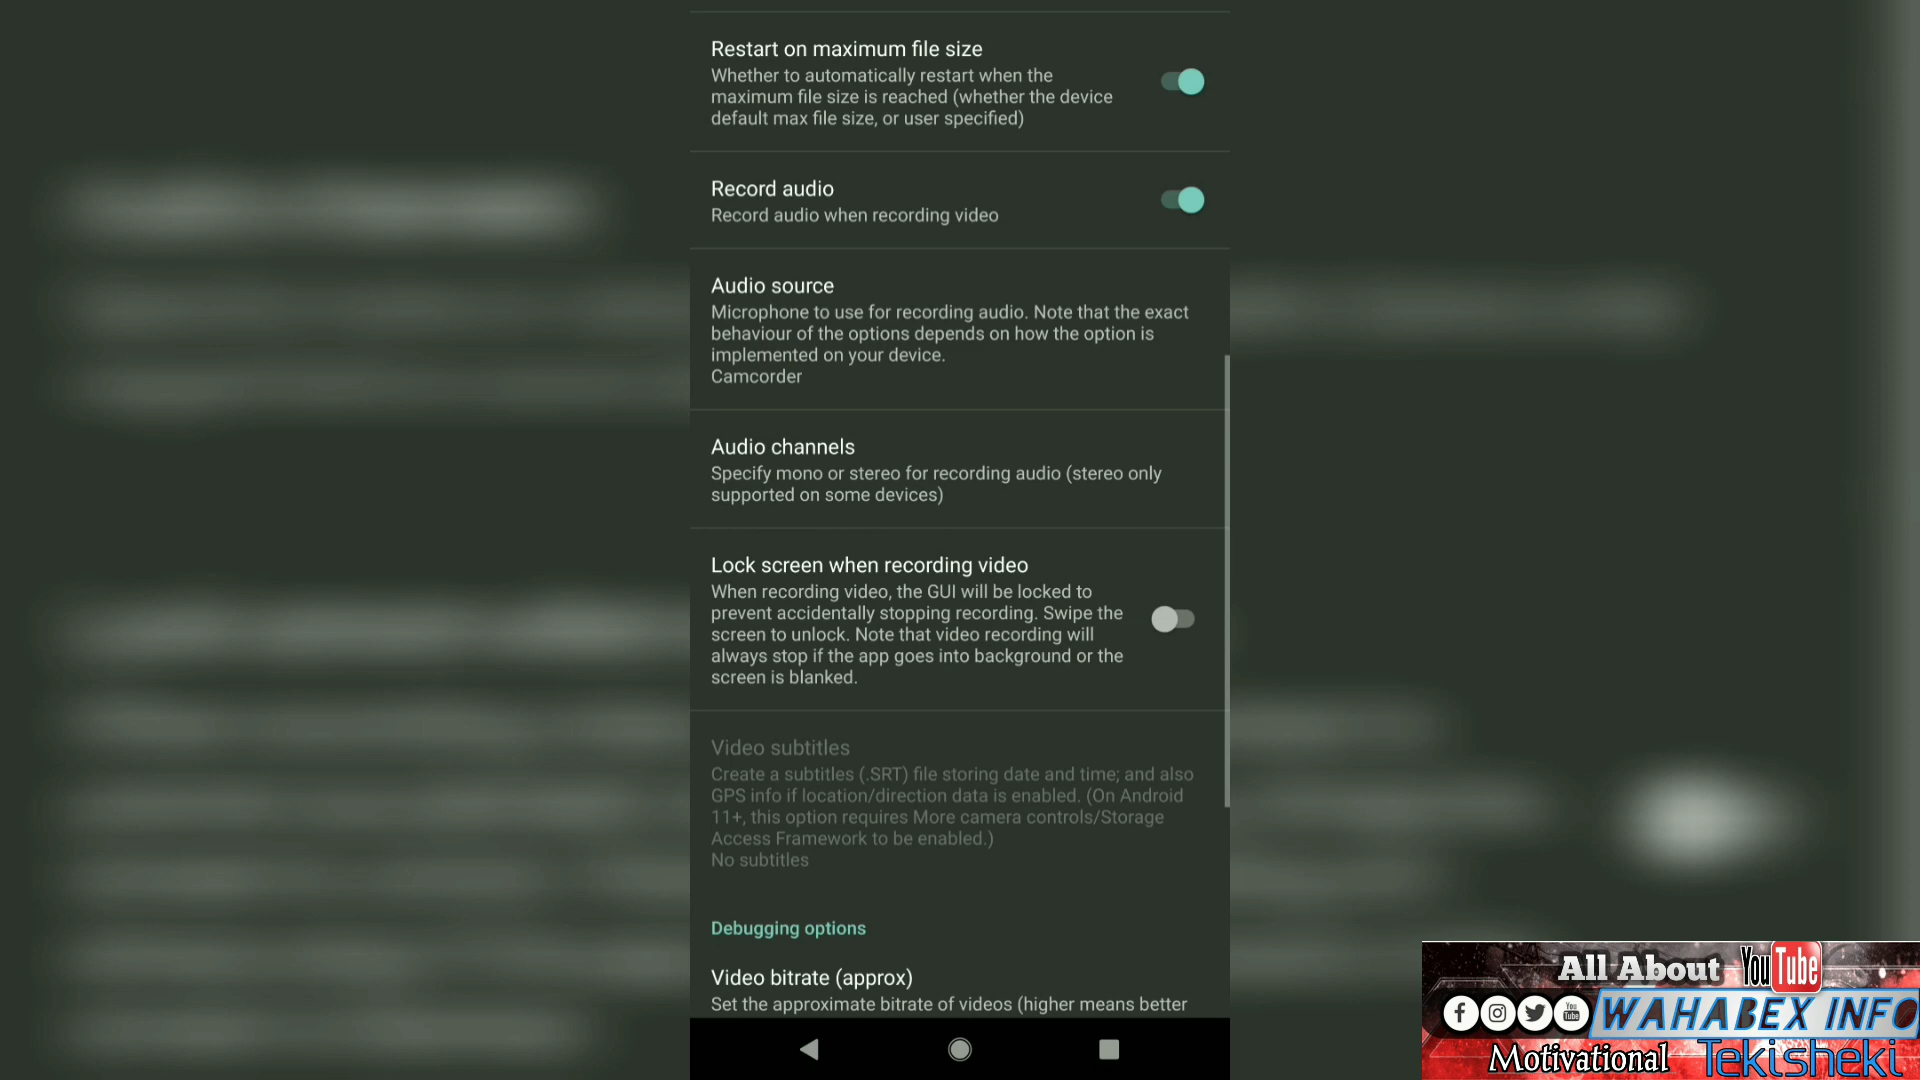 Restart on maximum file size
Whether to automatically restart when the
maximum file size is reached (whether the device
default max file size, or user specified)
Record audio
Record audio when recording video
Audio source
Microphone to use for recording audio. Note that the exact
behaviour of the options depends on how the option is
implemented on your device.
Camcorder
Audio channels
Specify mono or stereo for recording audio (stereo only
supported on some devices)
Lock screen when recording video
When recording video, the GUI will be locked to
prevent accidentally stopping recording. Swipe the
screen to unlock. Note that video recording will
always stop if the app goes into background or the
screen is blanked.
Video subtitles
Create a subtitles (.SRT) file storing date and time; and also
GPS info if location/direction data is enabled. (On Android
11+, this option requires More camera controls/Storage
Access Framework to be enabled.)
No subtitles
Debugging options
Video bitrate (approx)
Set the approximate bitrate of videos (higher means better
All About YouTube
You Tube WAHABEX INFO
Motivational Tekisheki